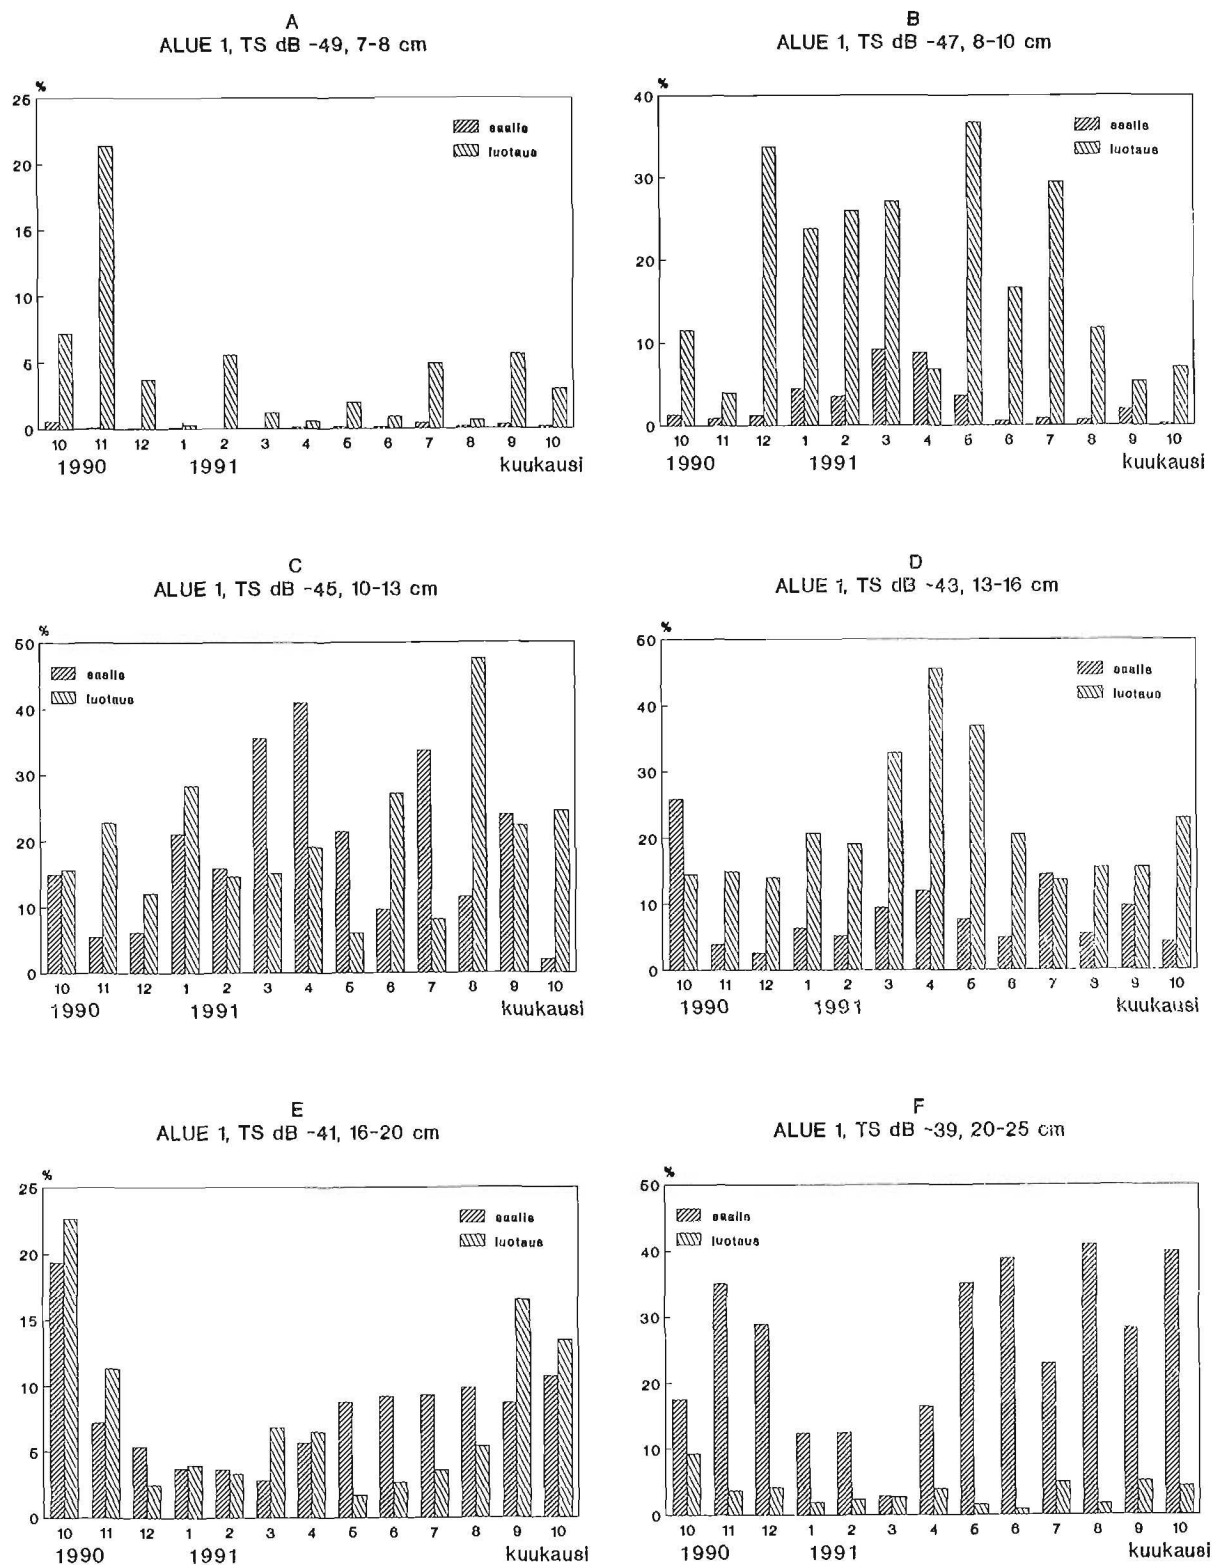 A
ALUE 1, TS dB -49, 7-8 cm
%
25
20
15
10
5
0
saalis
luotaus
10 11 12 1 2 3 4 5 6 7 8 9 10
1990 1991 kuukausi
B
ALUE 1, TS dB -47, 8-10 cm
%
40
30
20
10
0
saalis
luotaus
10 11 12 1 2 3 4 5 6 7 8 9 10
1990 1991 kuukausi
C
ALUE 1, TS dB -45, 10-13 cm
%
50
40
30
20
10
0
saalis
luotaus
10 11 12 1 2 3 4 5 6 7 8 9 10
1990 1991 kuukausi
D
ALUE 1, TS dB -43, 13-16 cm
%
50
40
30
20
10
0
saalis
luotaus
10 11 12 1 2 3 4 5 6 7 8 9 10
1990 1991 kuukausi
E
ALUE 1, TS dB -41, 16-20 cm
%
25
20
15
10
5
0
saalis
luotaus
10 11 12 1 2 3 4 5 6 7 8 9 10
1990 1991 kuukausi
F
ALUE 1, TS dB -39, 20-25 cm
%
50
40
30
20
10
0
saalis
luotaus
10 11 12 1 2 3 4 5 6 7 8 9 10
1990 1991 kuukausi